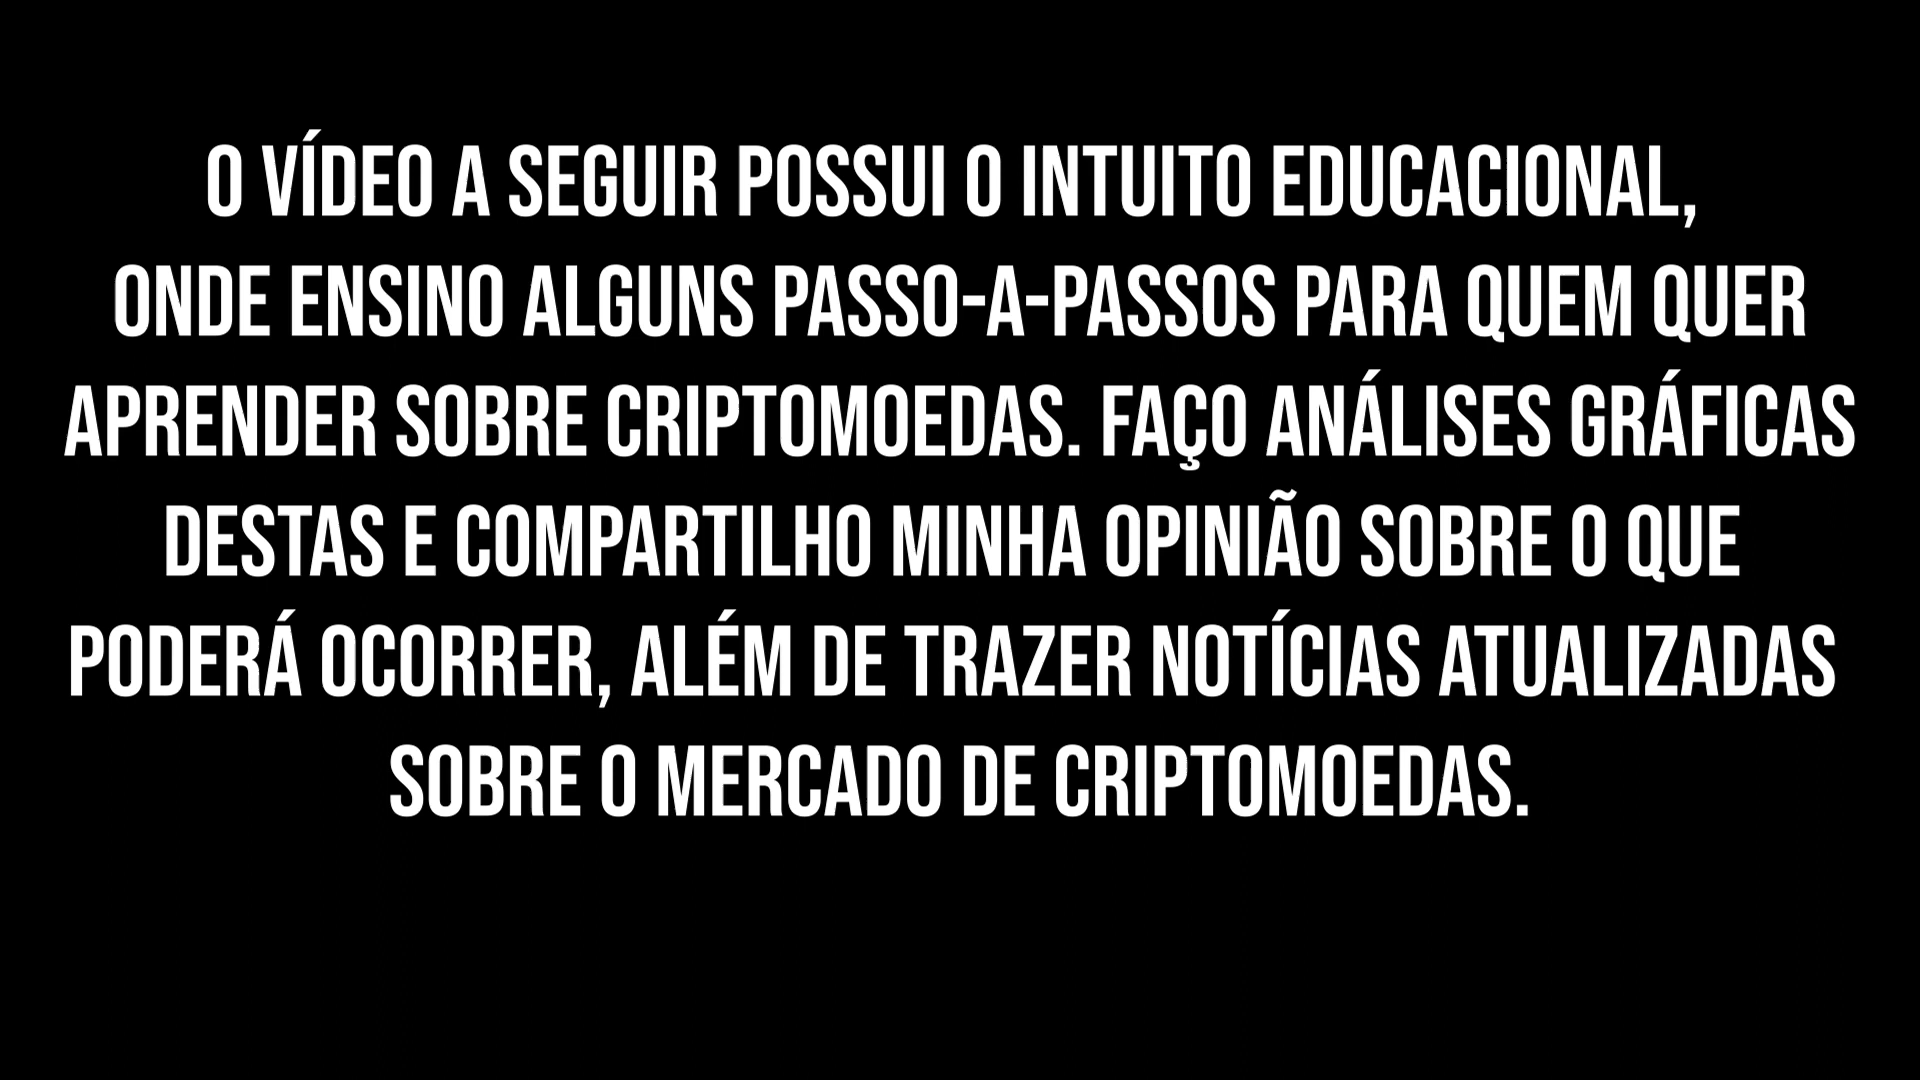 O VÍDEO A SEGUIR POSSUI O INTUITO EDUCACIONAL,
ONDE ENSINO ALGUNS PASSO-A-PASSOS PARA QUEM QUER
APRENDER SOBRE CRIPTOMOEDAS. FAÇO ANÁLISES GRÁFICAS
DESTAS E COMPARTILHO MINHA OPINIÃO SOBRE O QUE
PODERÁ OCORRER, ALÉM DE TRAZER NOTÍCIAS ATUALIZADAS
SOBRE O MERCADO DE CRIPTOMOEDAS.